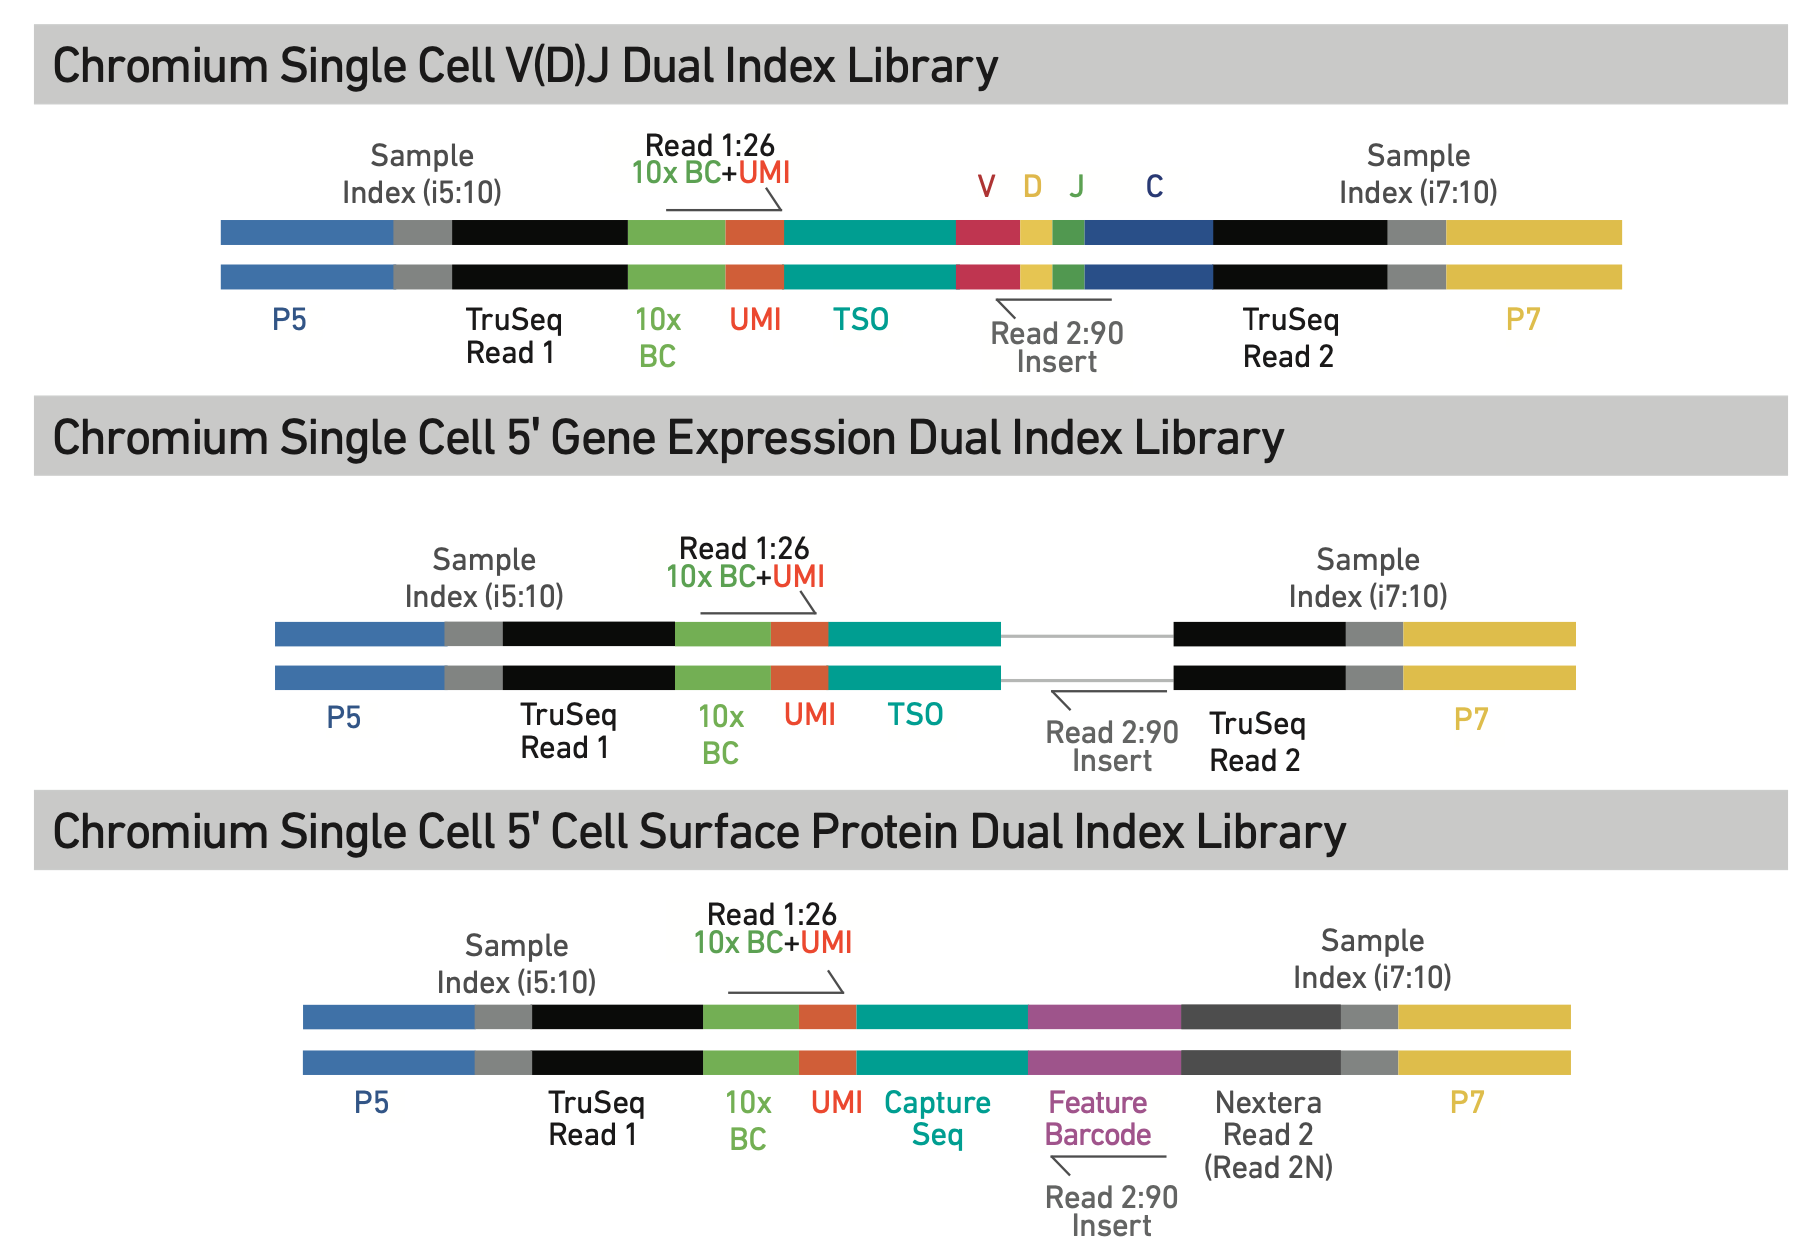 Chromium Single Cell V(D)J Dual Index Library
Sample
Index (i5:10)
Read 1:26
10x BC+UMI
V D J C
Sample
Index (i7:10)
P5
TruSeq
Read 1
10x
BC
UMI
TSO
Read 2:90
Insert
TruSeq
Read 2
P7
Chromium Single Cell 5' Gene Expression Dual Index Library
Sample
Index (i5:10)
Read 1:26
10x BC+UMI
Sample
Index (i7:10)
P5
TruSeq
Read 1
10x
BC
UMI
TSO
Read 2:90
Insert
TruSeq
Read 2
P7
Chromium Single Cell 5' Cell Surface Protein Dual Index Library
Sample
Index (i5:10)
Read 1:26
10x BC+UMI
Sample
Index (i7:10)
P5
TruSeq
Read 1
10x
BC
UMI
Capture
Seq
Feature
Barcode
Read 2:90
Insert
Nextera
Read 2
(Read 2N)
P7